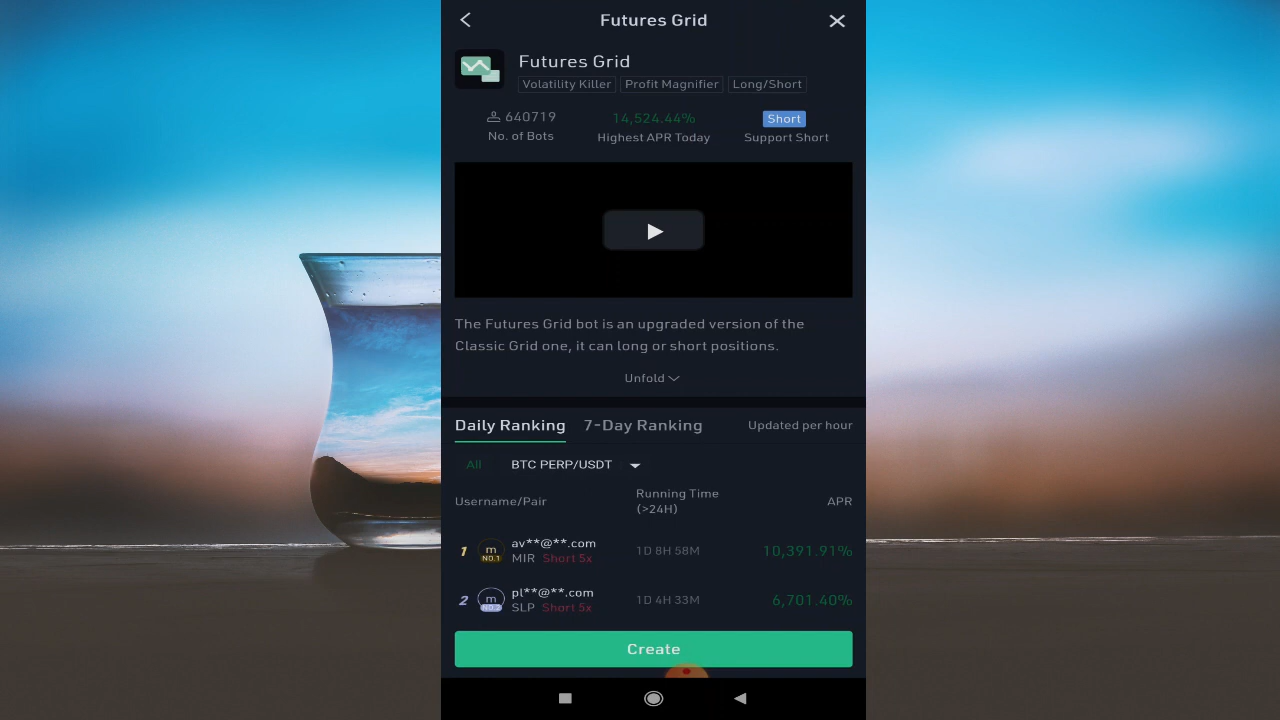 Futures Grid
Futures Grid
Volatility Killer Profit Magnifier Long/Short
640719 14,524.44% Short
No. of Bots Highest APR Today Support Short
The Futures Grid bot is an upgraded version of the
Classic Grid one, it can long or short positions.
Unfold
Daily Ranking 7-Day Ranking Updated per hour
All BTC PERP/USDT
Username/Pair Running Time (>24H) APR
1 m NO.1 av**@**.com 1D 8H 58M 10,391.91%
MIR Short 5x
2 m NO.2 pl**@**.com 1D 4H 33M 6,701.40%
SLP Short 5x
Create